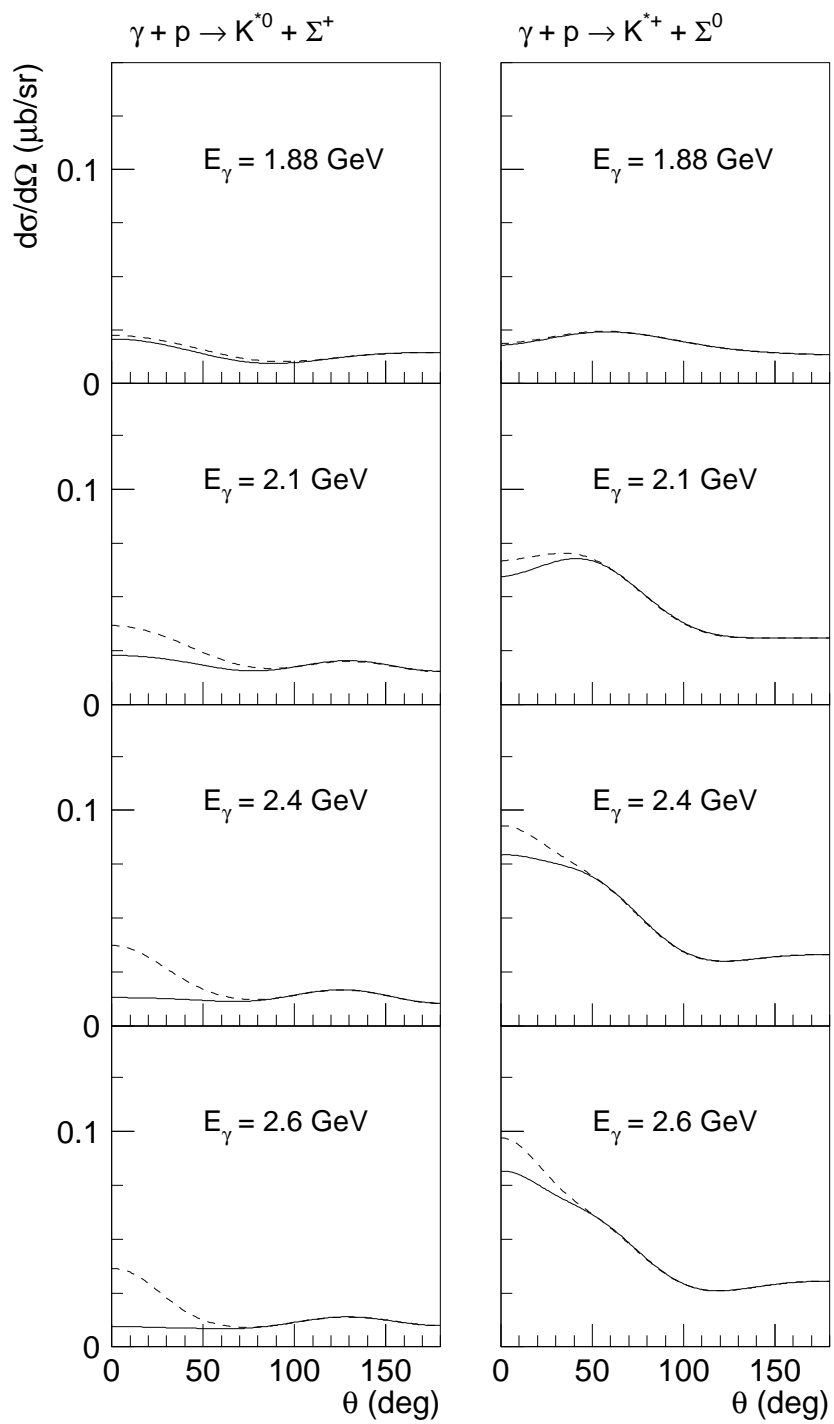 γ + p → K*0 + Σ+
γ + p → K*+ + Σ0
dσ/dΩ (μb/sr)
0.1
Eγ = 1.88 GeV
Eγ = 1.88 GeV
0
0.1
Eγ = 2.1 GeV
Eγ = 2.1 GeV
0
0.1
Eγ = 2.4 GeV
Eγ = 2.4 GeV
0
0.1
Eγ = 2.6 GeV
Eγ = 2.6 GeV
0
0 50 100 150
0 50 100 150
θ (deg)
θ (deg)